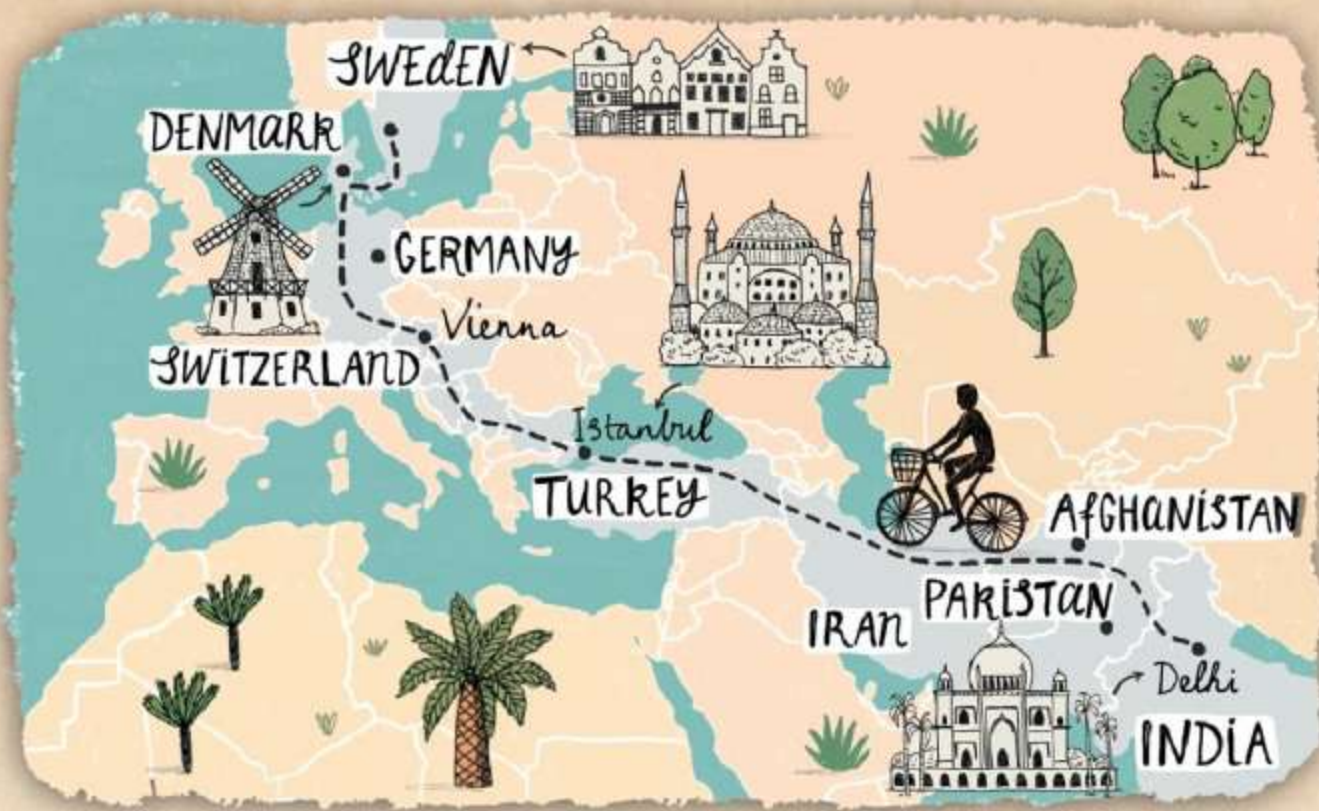 SWEdEN
DENMARK
GERMANY
Vienna
SWiTZERLAND
Istanbul
TURKEY
AfGHANiSTAN
PAKiSTAN
IRAN
Delhi
INDiA